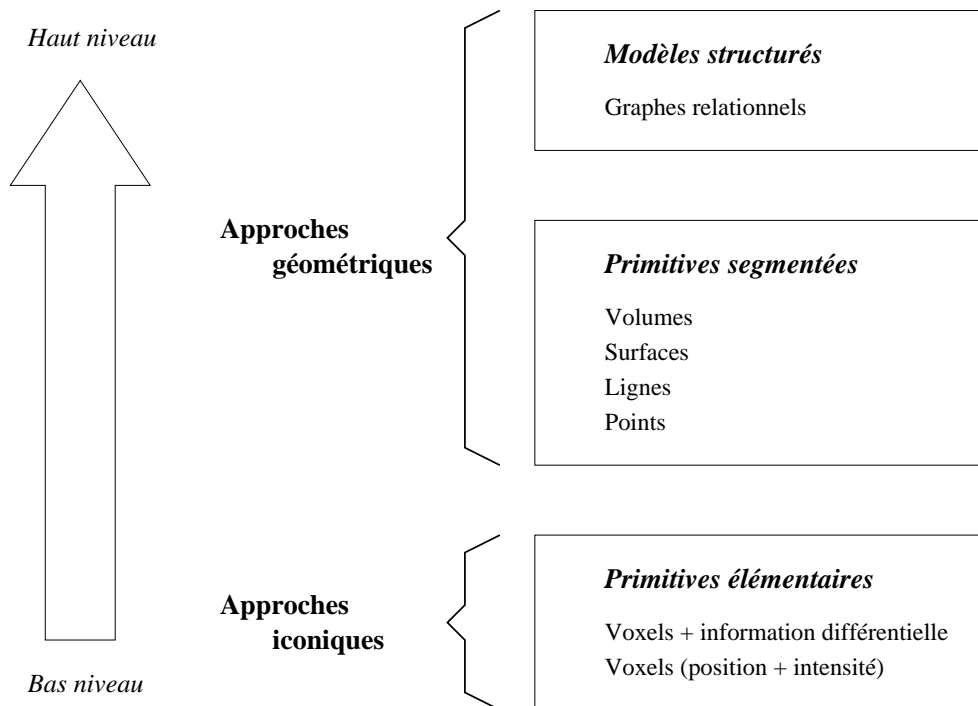 Haut niveau
Modèles structurés
Graphes relationnels
Approches
géométriques
Primitives segmentées
Volumes
Surfaces
Lignes
Points
Approches
iconiques
Primitives élémentaires
Voxels + information différentielle
Voxels (position + intensité)
Bas niveau